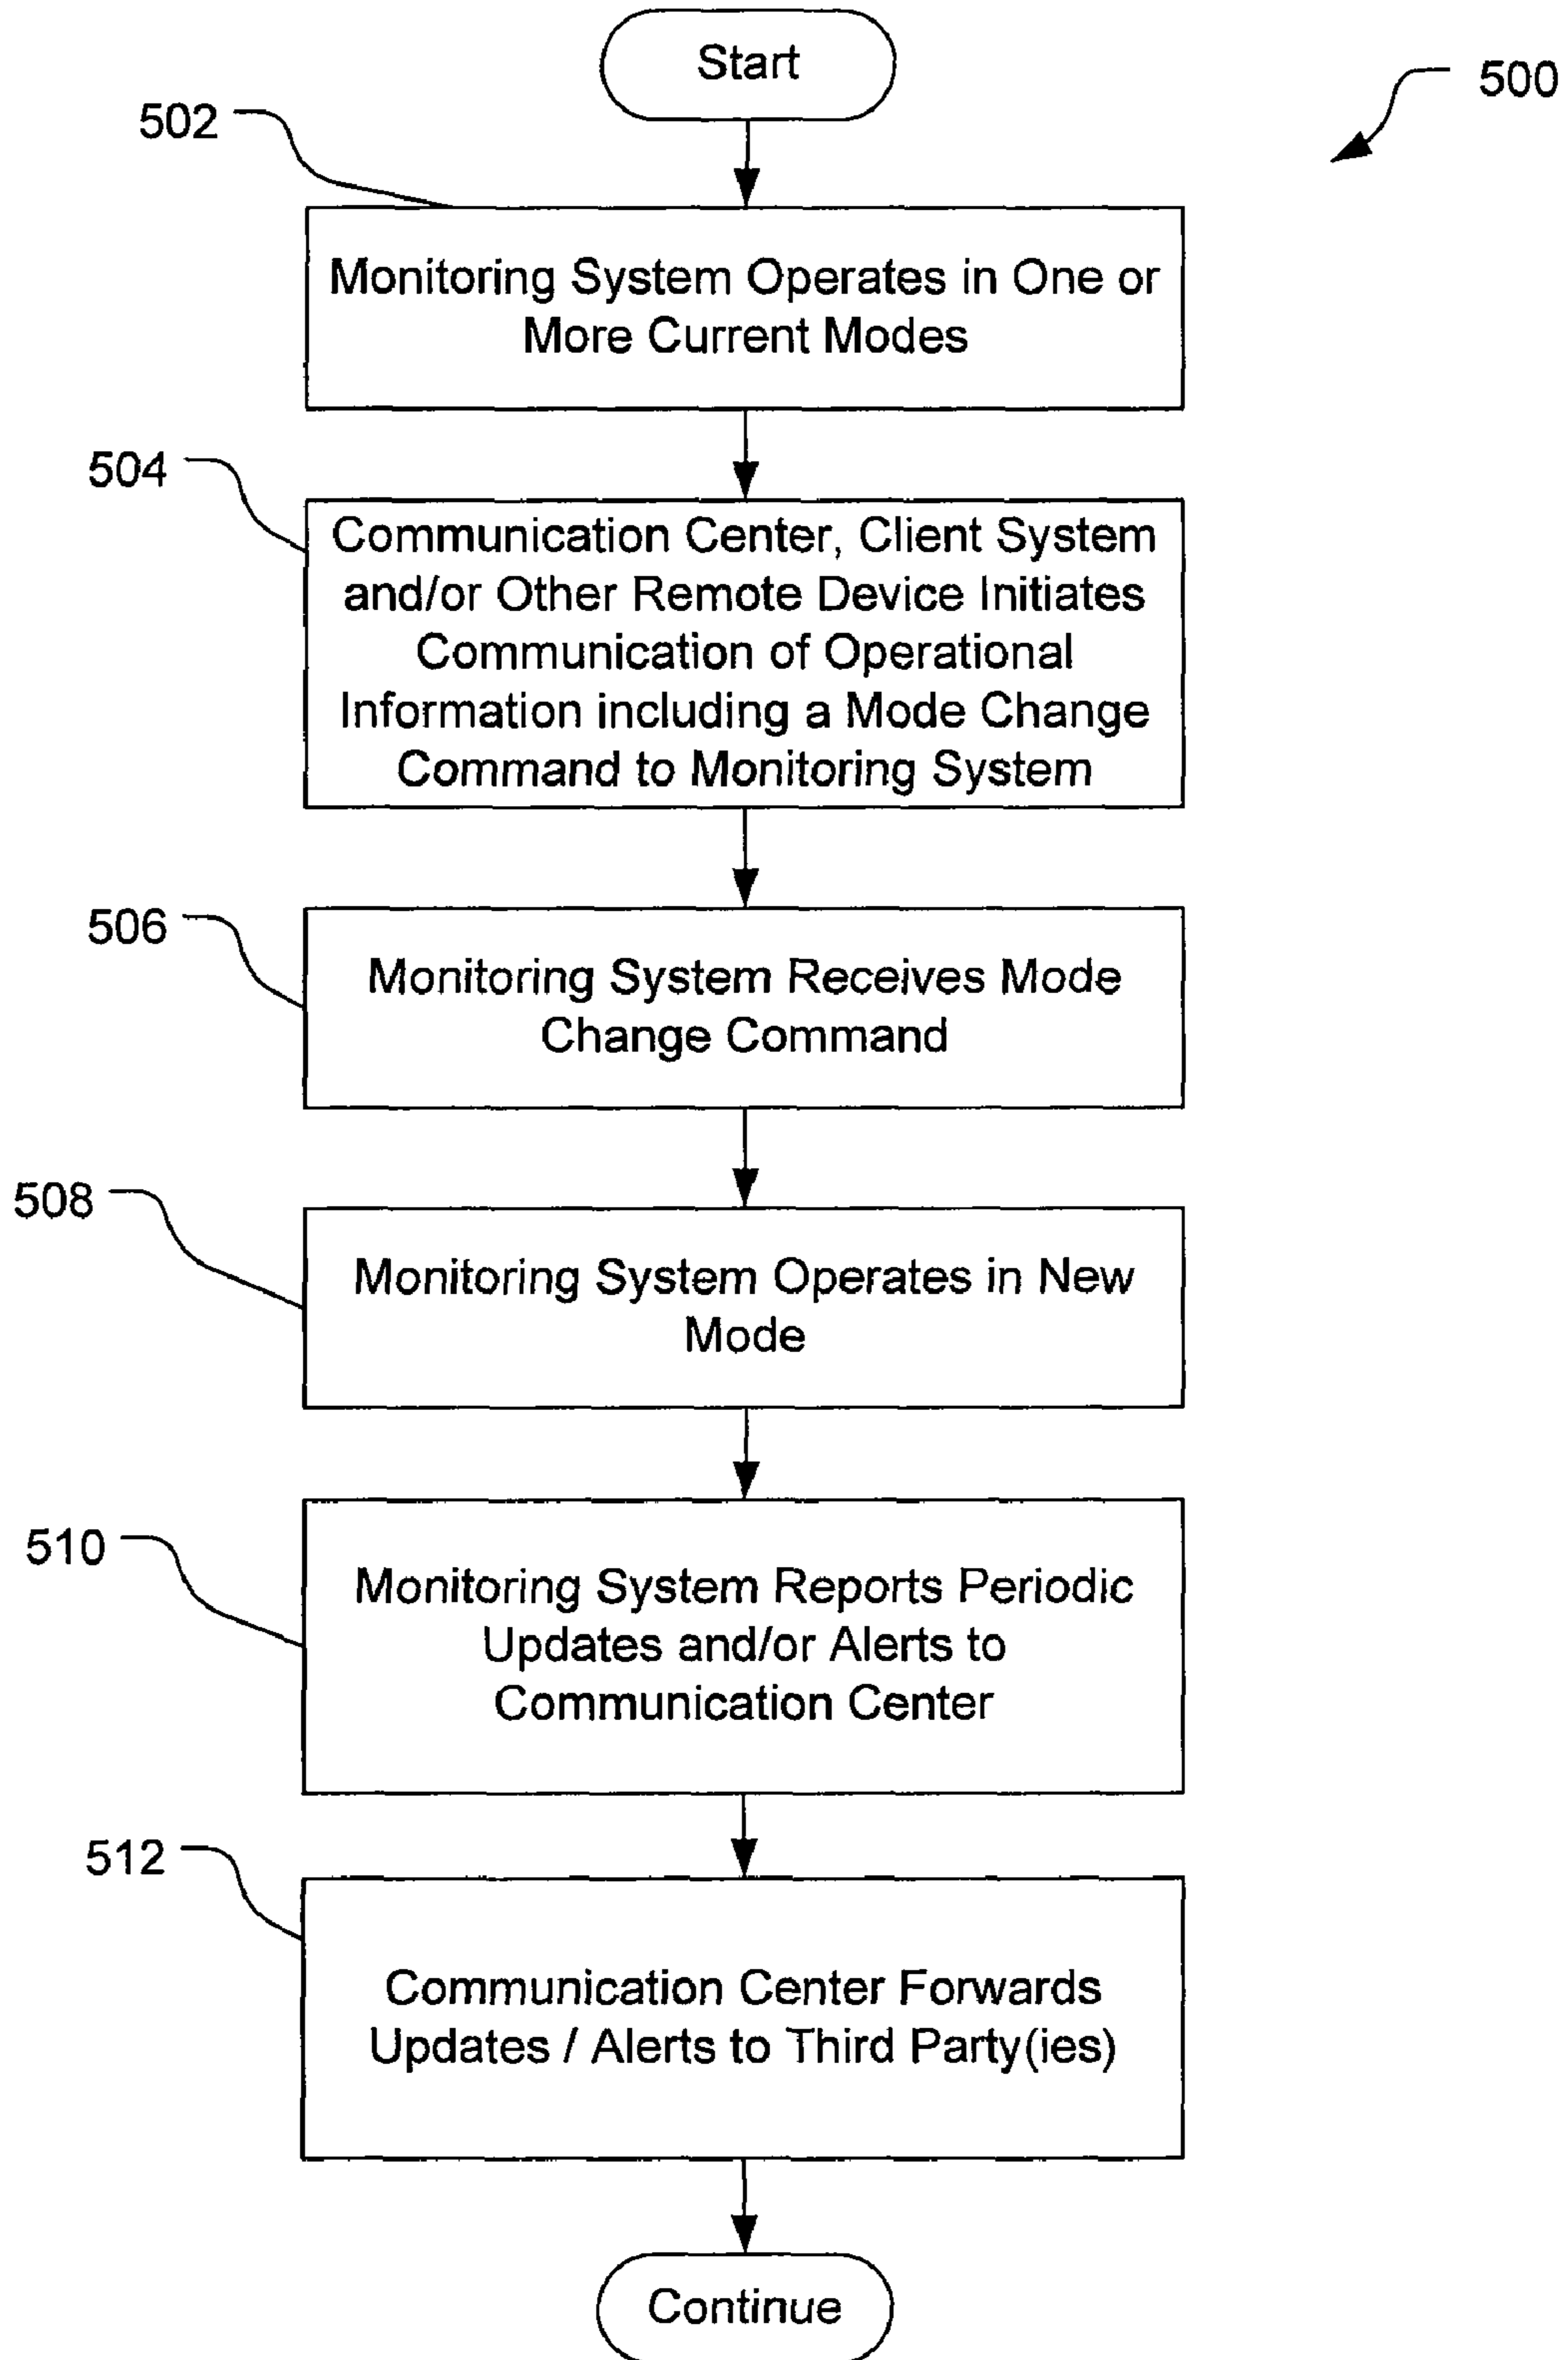 Start
500
502
Monitoring System Operates in One or
More Current Modes
504
Communication Center, Client System
and/or Other Remote Device Initiates
Communication of Operational
Information including a Mode Change
Command to Monitoring System
506
Monitoring System Receives Mode
Change Command
508
Monitoring System Operates in New
Mode
510
Monitoring System Reports Periodic
Updates and/or Alerts to
Communication Center
512
Communication Center Forwards
Updates / Alerts to Third Party(ies)
Continue